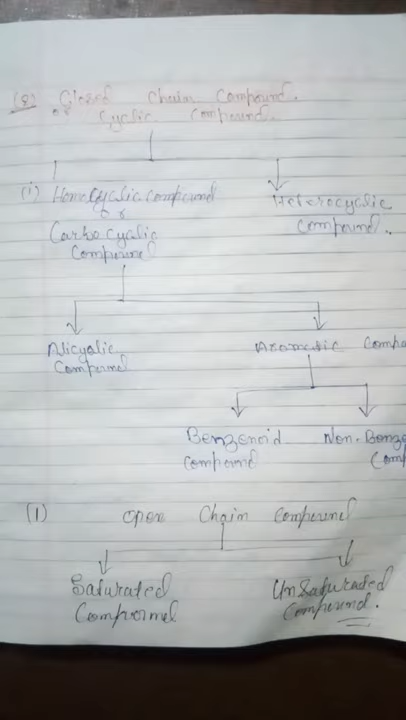 (2) Closed Chain Compound.
or Cyclic Compound.
(i) Homocyclic compound
or
Carbocyclic
Compound
Heterocyclic
Compound.
Alicyclic
Compound
Aromatic Compo
Benzenoid
Compound
Non-Benze
Comp
(1) Open Chain Compound
Saturated
Compound
Unsaturated
Compound.